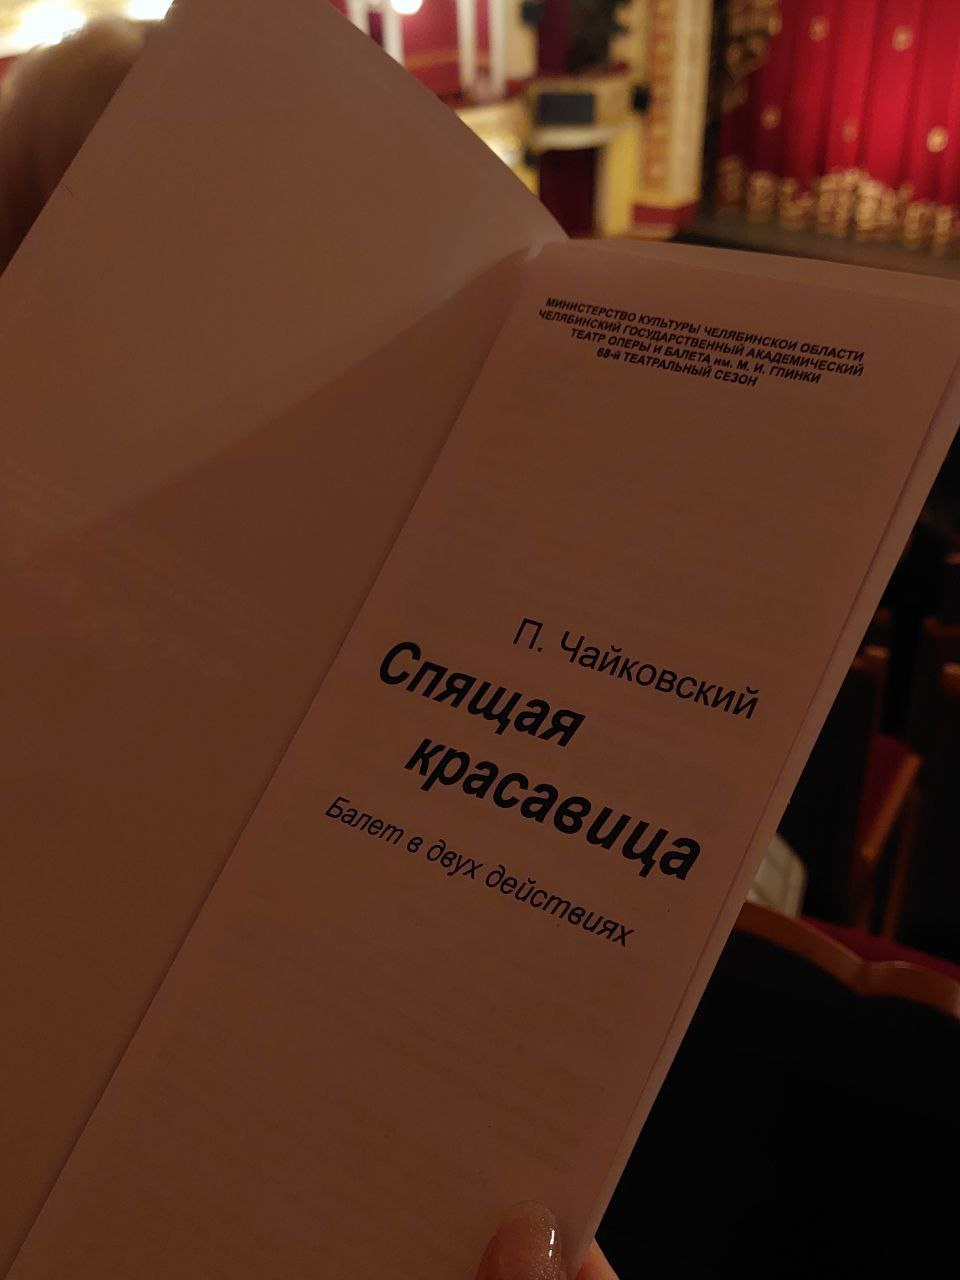 МИНИСТЕРСТВО КУЛЬТУРЫ ЧЕЛЯБИНСКОЙ ОБЛАСТИ
ЧЕЛЯБИНСКИЙ ГОСУДАРСТВЕННЫЙ АКАДЕМИЧЕСКИЙ
ТЕАТР ОПЕРЫ И БАЛЕТА им. М. И. ГЛИНКИ
68-й ТЕАТРАЛЬНЫЙ СЕЗОН
П. Чайковский
Спящая
красавица
Балет в двух действиях